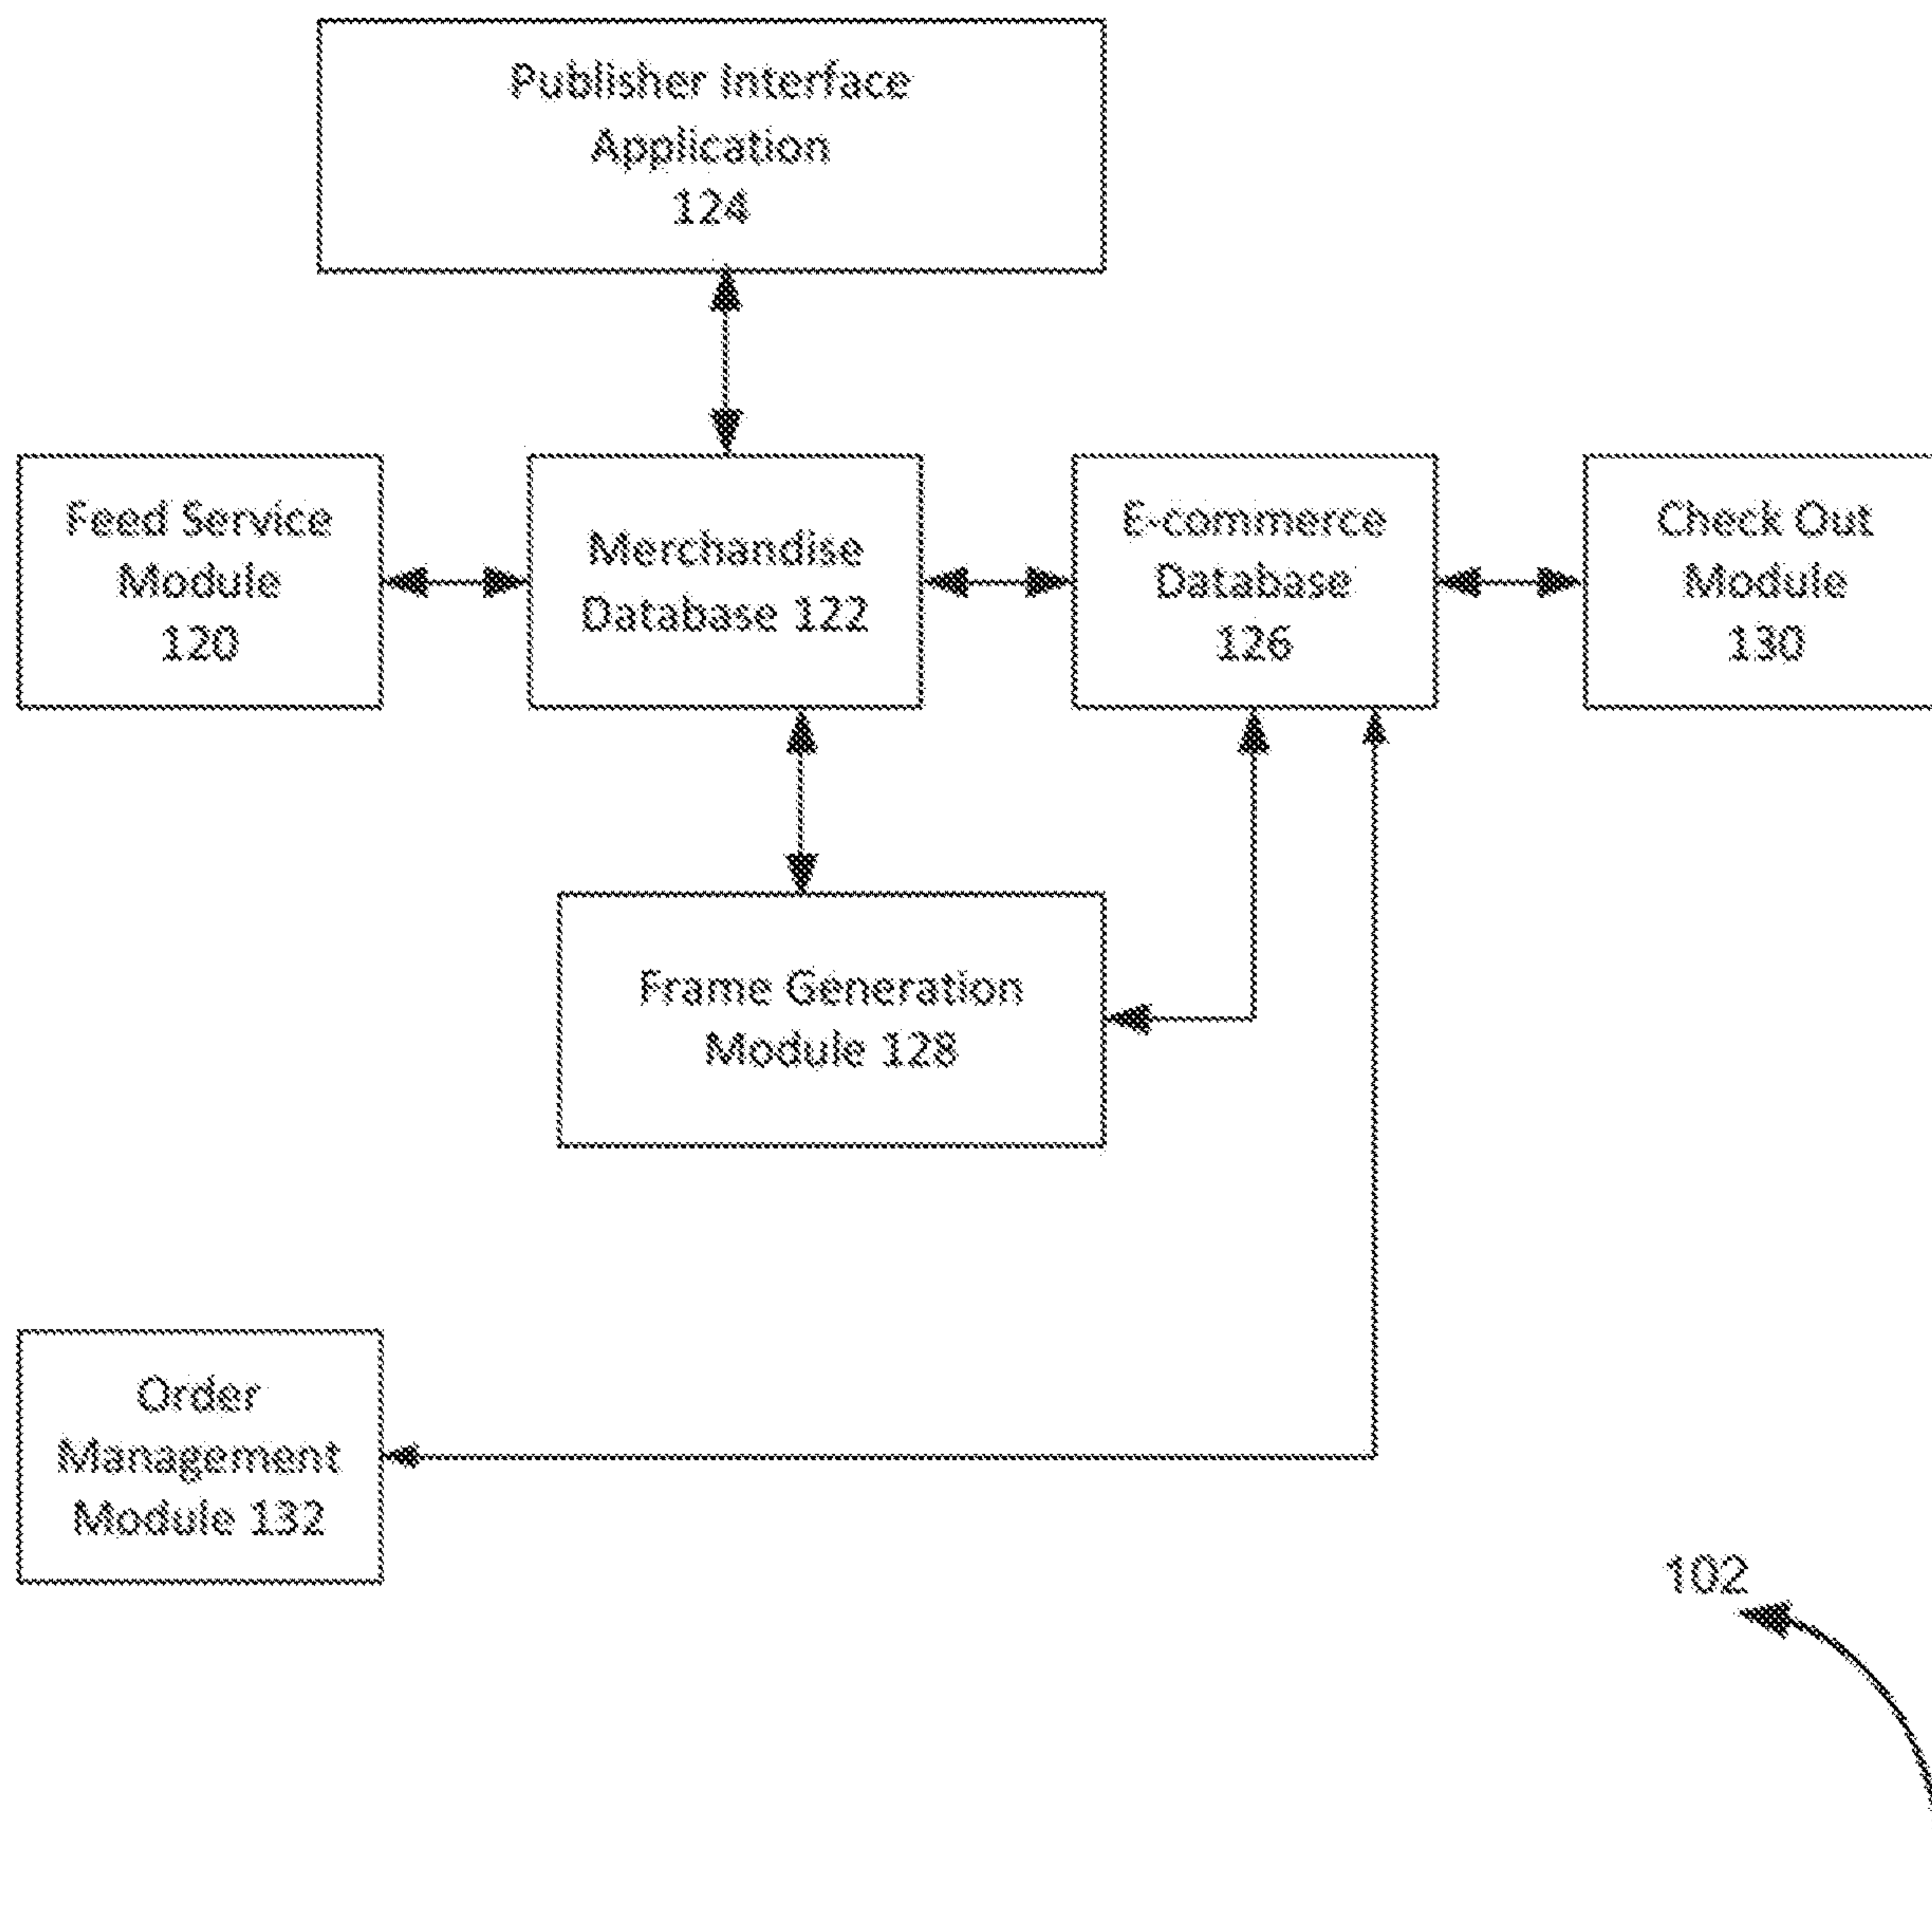 Publisher Interface
Application
124
Feed Service
Module
120
Merchandise
Database 122
E-commerce
Database
126
Check Out
Module
130
Frame Generation
Module 128
Order
Management
Module 132
102